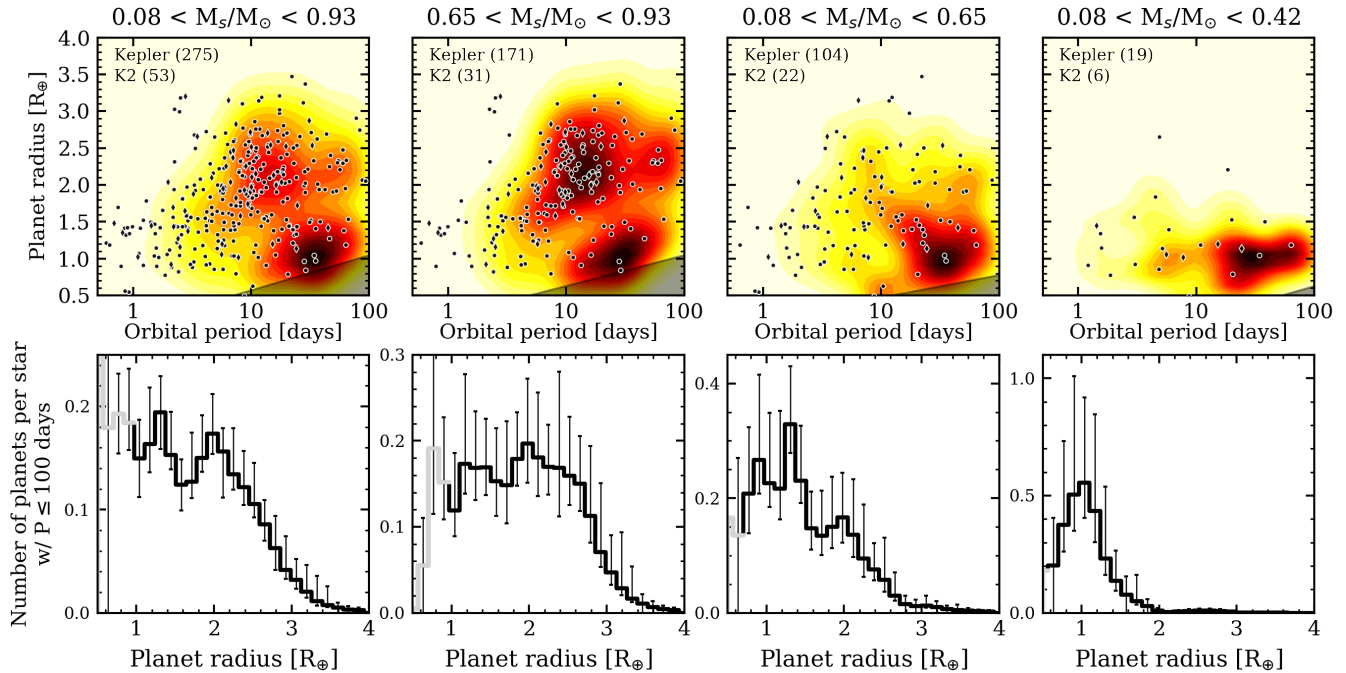 0.08 < Mₛ/M☉ < 0.93
0.65 < Mₛ/M☉ < 0.93
0.08 < Mₛ/M☉ < 0.65
0.08 < Mₛ/M☉ < 0.42
Planet radius [R⊕]
4.0
3.5
3.0
2.5
2.0
1.5
1.0
0.5
Kepler (275)
K2 (53)
Kepler (171)
K2 (31)
Kepler (104)
K2 (22)
Kepler (19)
K2 (6)
1 10 100
1 10 100
1 10 100
1 10 100
Orbital period [days]
Orbital period [days]
Orbital period [days]
Orbital period [days]
Number of planets per star
w/ P ≤ 100 days
0.2
0.1
0.0
0.3
0.2
0.1
0.0
0.4
0.2
0.0
1.0
0.5
0.0
1 2 3 4
1 2 3 4
1 2 3 4
1 2 3 4
Planet radius [R⊕]
Planet radius [R⊕]
Planet radius [R⊕]
Planet radius [R⊕]